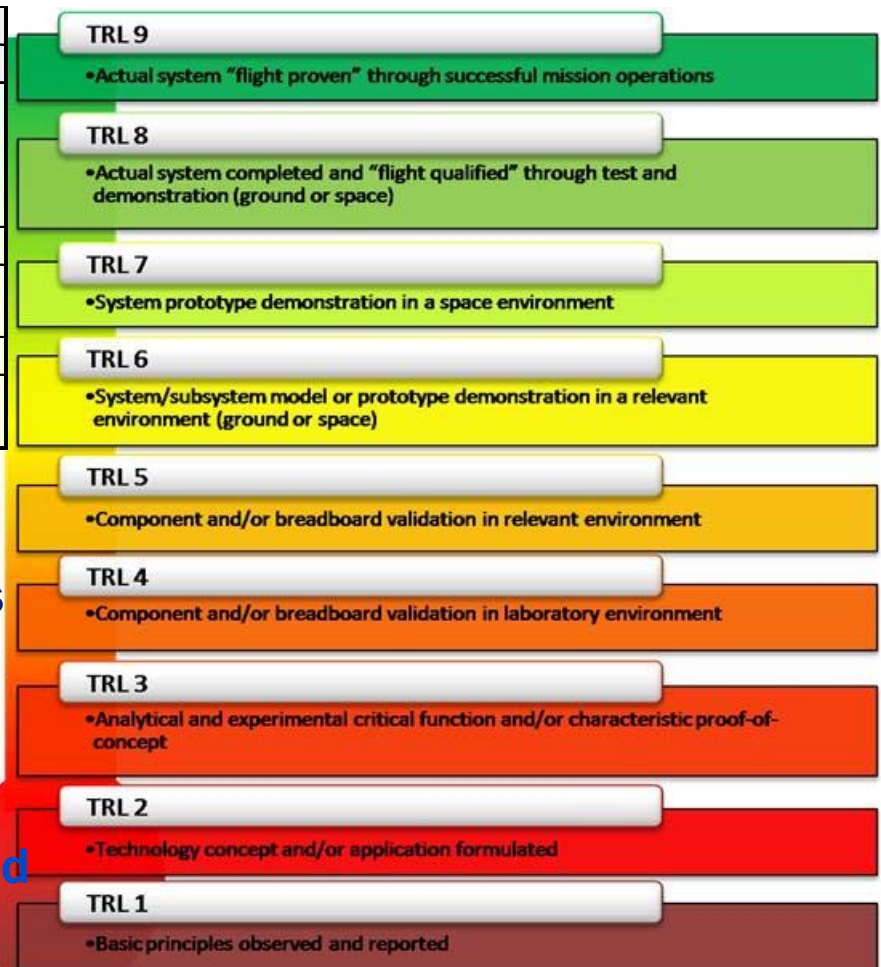 TRL 9
•Actual system “flight proven” through successful mission operations
TRL 8
•Actual system completed and “flight qualified” through test and
demonstration (ground or space)
TRL 7
•System prototype demonstration in a space environment
TRL 6
•System/subsystem model or prototype demonstration in a relevant
environment (ground or space)
TRL 5
•Component and/or breadboard validation in relevant environment
s
TRL 4
•Component and/or breadboard validation in laboratory environment
TRL 3
•Analytical and experimental critical function and/or characteristic proof-of-
concept
TRL 2
•Technology concept and/or application formulated
d
TRL 1
•Basic principles observed and reported